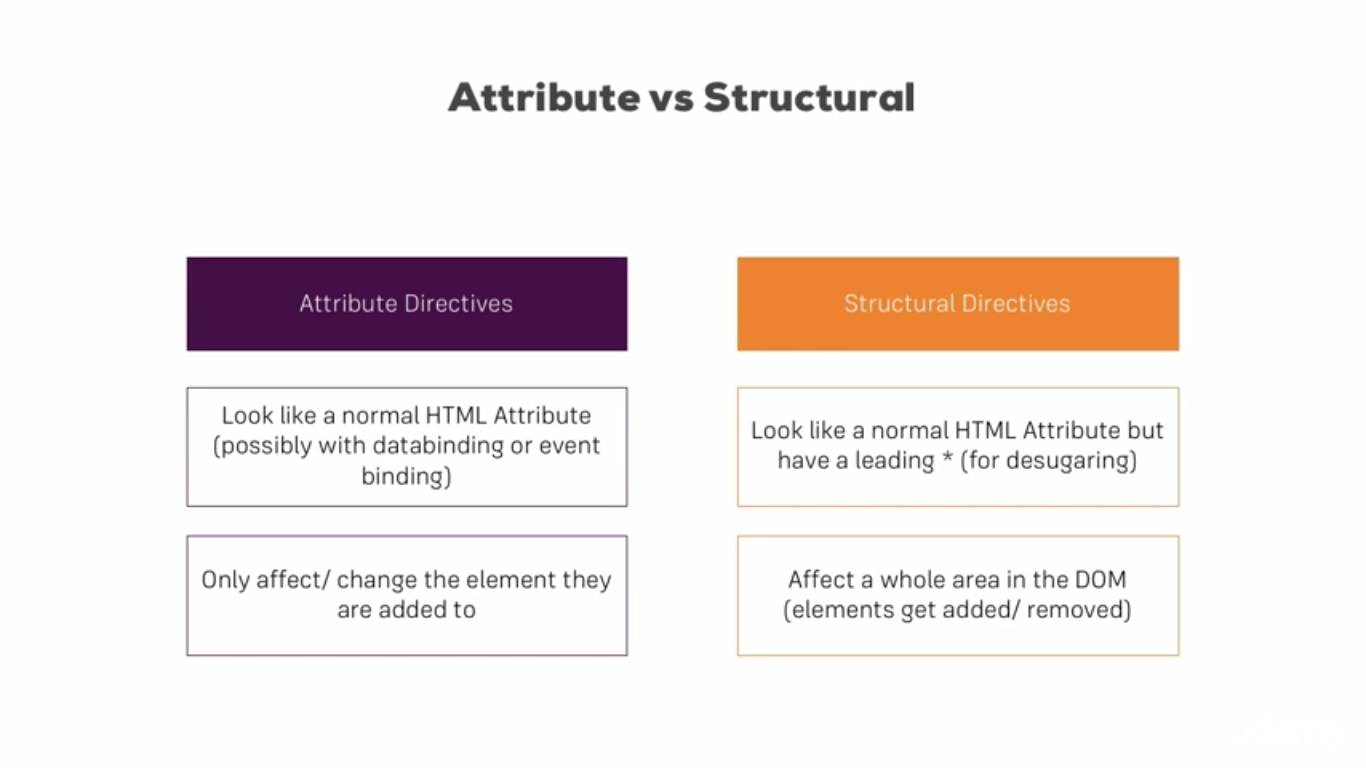 Attribute vs Structural
Attribute Directives
Look like a normal HTML Attribute
(possibly with databinding or event
binding)
Only affect/ change the element they
are added to
Structural Directives
Look like a normal HTML Attribute but
have a leading * (for desugaring)
Affect a whole area in the DOM
(elements get added/ removed)